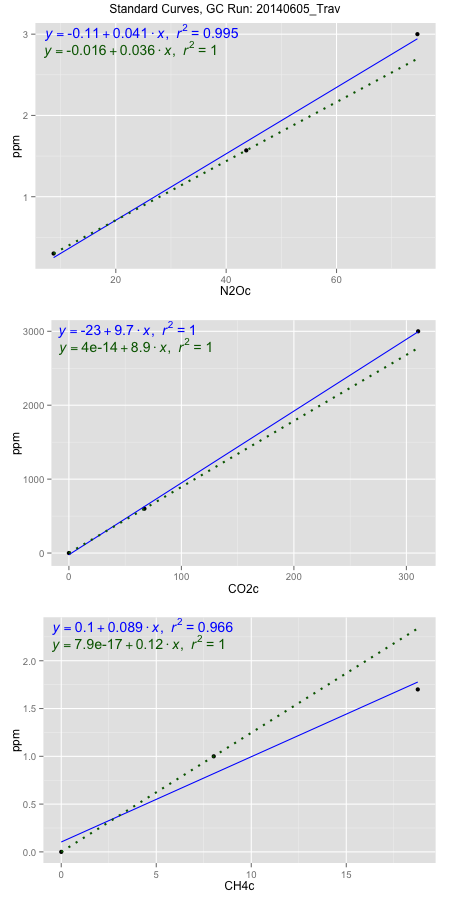 Standard Curves, GC Run: 20140605_Trav
y = -0.11 + 0.041 · x, r² = 0.995
y = -0.016 + 0.036 · x, r² = 1
3
2
1
ppm
20 40 60
N2Oc
y = -23 + 9.7 · x, r² = 1
y = 4e-14 + 8.9 · x, r² = 1
3000
2000
1000
0
ppm
0 100 200 300
CO2c
y = 0.1 + 0.089 · x, r² = 0.966
y = 7.9e-17 + 0.12 · x, r² = 1
2.0
1.5
1.0
0.5
0.0
ppm
0 5 10 15
CH4c